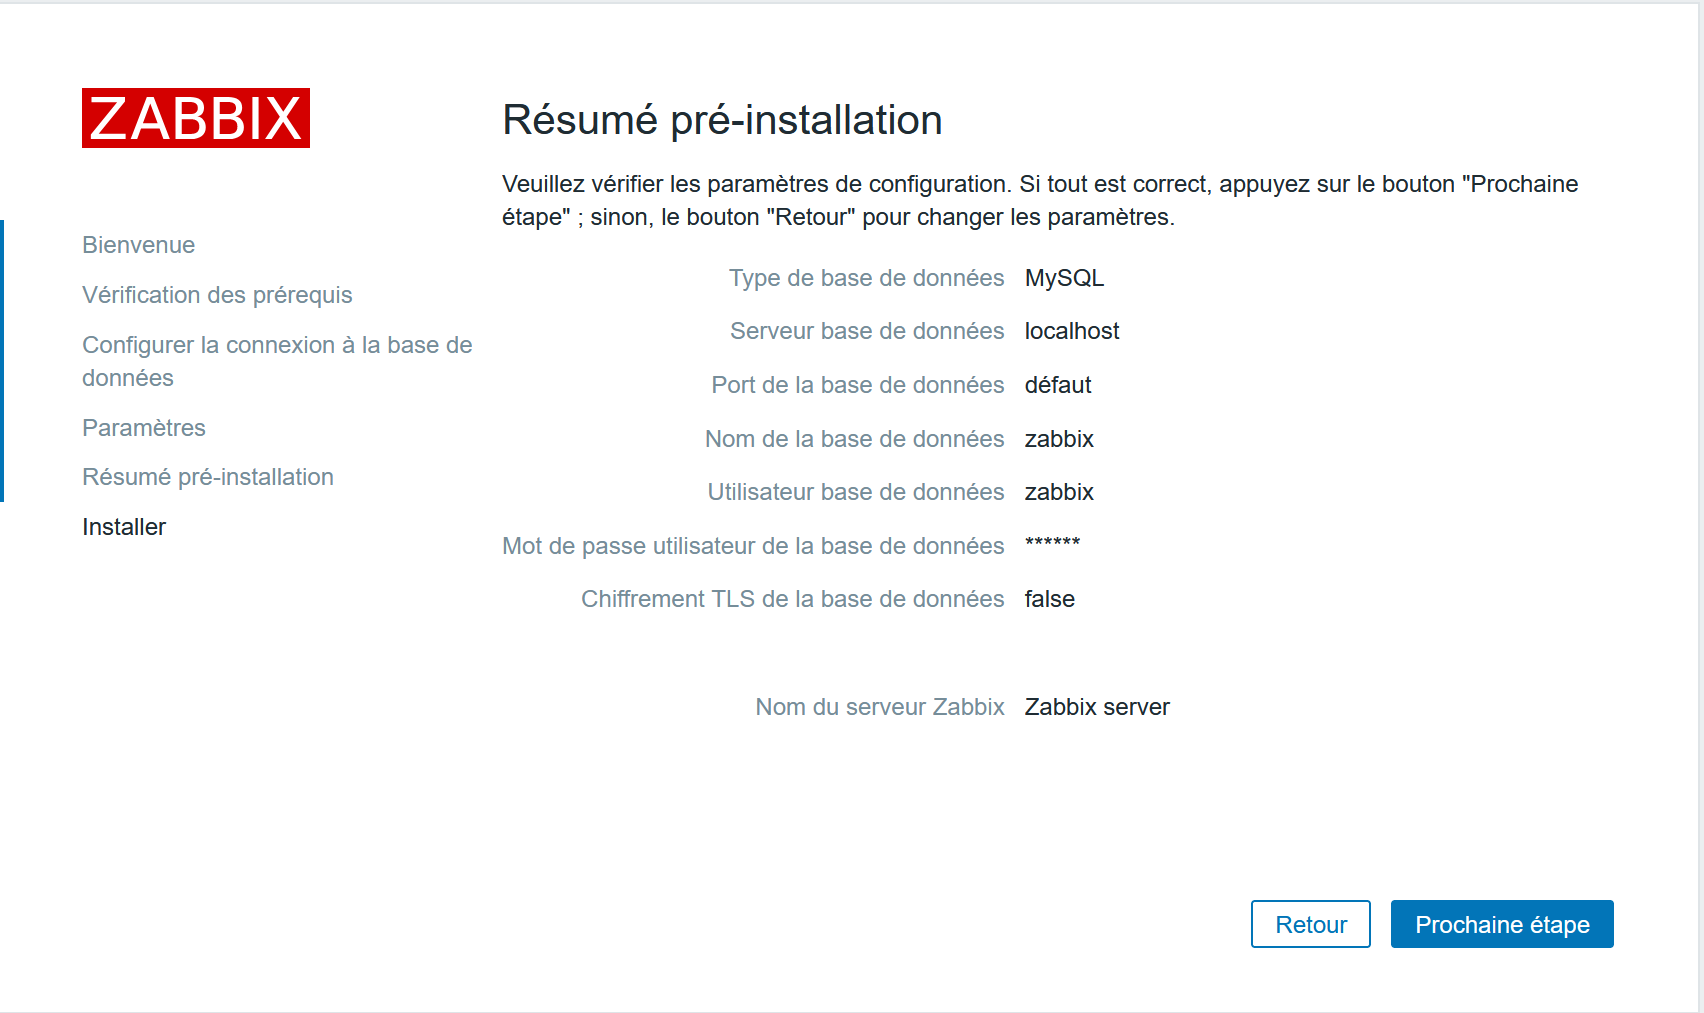 ZABBIX
Bienvenue
Vérification des prérequis
Configurer la connexion à la base de
données
Paramètres
Résumé pré-installation
Installer
Résumé pré-installation
Veuillez vérifier les paramètres de configuration. Si tout est correct, appuyez sur le bouton "Prochaine
étape" ; sinon, le bouton "Retour" pour changer les paramètres.
Type de base de données MySQL
Serveur base de données localhost
Port de la base de données défaut
Nom de la base de données zabbix
Utilisateur base de données zabbix
Mot de passe utilisateur de la base de données ******
Chiffrement TLS de la base de données false
Nom du serveur Zabbix Zabbix server
Retour Prochaine étape